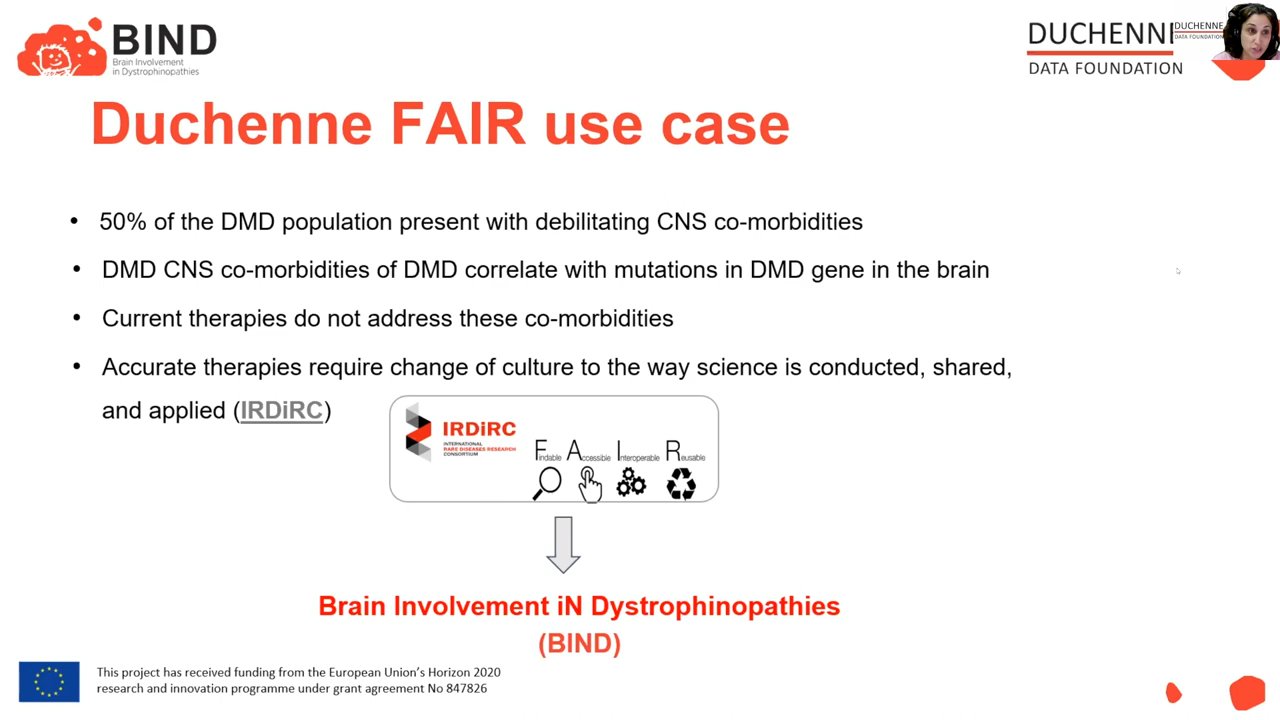 BIND
Brain Involvement
in Dystrophinopathies
DUCHENN
DATA FOUNDATION
DUCHENNE
DATA FOUNDATION
Duchenne FAIR use case
• 50% of the DMD population present with debilitating CNS co-morbidities
• DMD CNS co-morbidities of DMD correlate with mutations in DMD gene in the brain
• Current therapies do not address these co-morbidities
• Accurate therapies require change of culture to the way science is conducted, shared,
and applied (IRDiRC)
IRDiRC
INTERNATIONAL
RARE DISEASES RESEARCH
CONSORTIUM
Findable Accessible Interoperable Reusable
Brain Involvement iN Dystrophinopathies
(BIND)
This project has received funding from the European Union's Horizon 2020
research and innovation programme under grant agreement No 847826